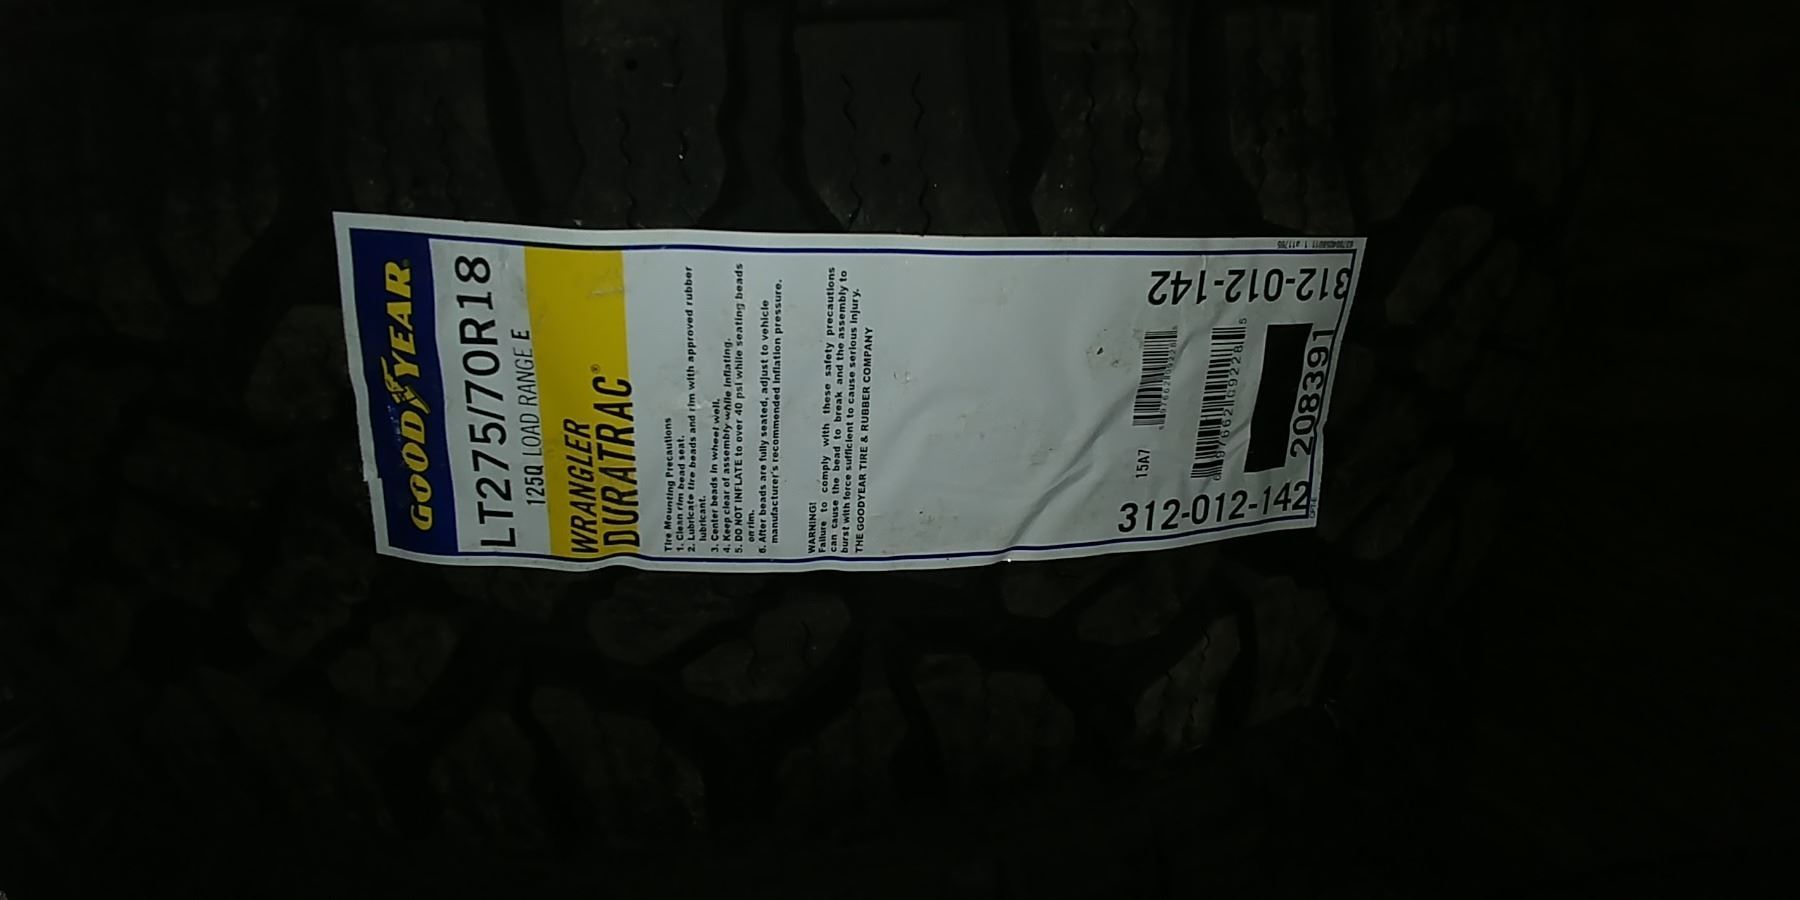 GOODYEAR
LT275/70R18
125Q LOAD RANGE E
WRANGLER
DURATRAC®
Tire Mounting Precautions
1. Clean rim bead seat.
2. Lubricate tire beads and rim with approved rubber
lubricant.
3. Center beads in wheel well.
4. Keep clear of assembly while inflating.
5. DO NOT INFLATE to over 40 psi while seating beads
on rim.
6. After beads are fully seated, adjust to vehicle
manufacturer's recommended inflation pressure.
WARNING!
Failure to comply with these safety precautions
can cause the bead to break and the assembly to
burst with force sufficient to cause serious injury.
THE GOODYEAR TIRE & RUBBER COMPANY
15A7
312-012-142
312-012-142
208391